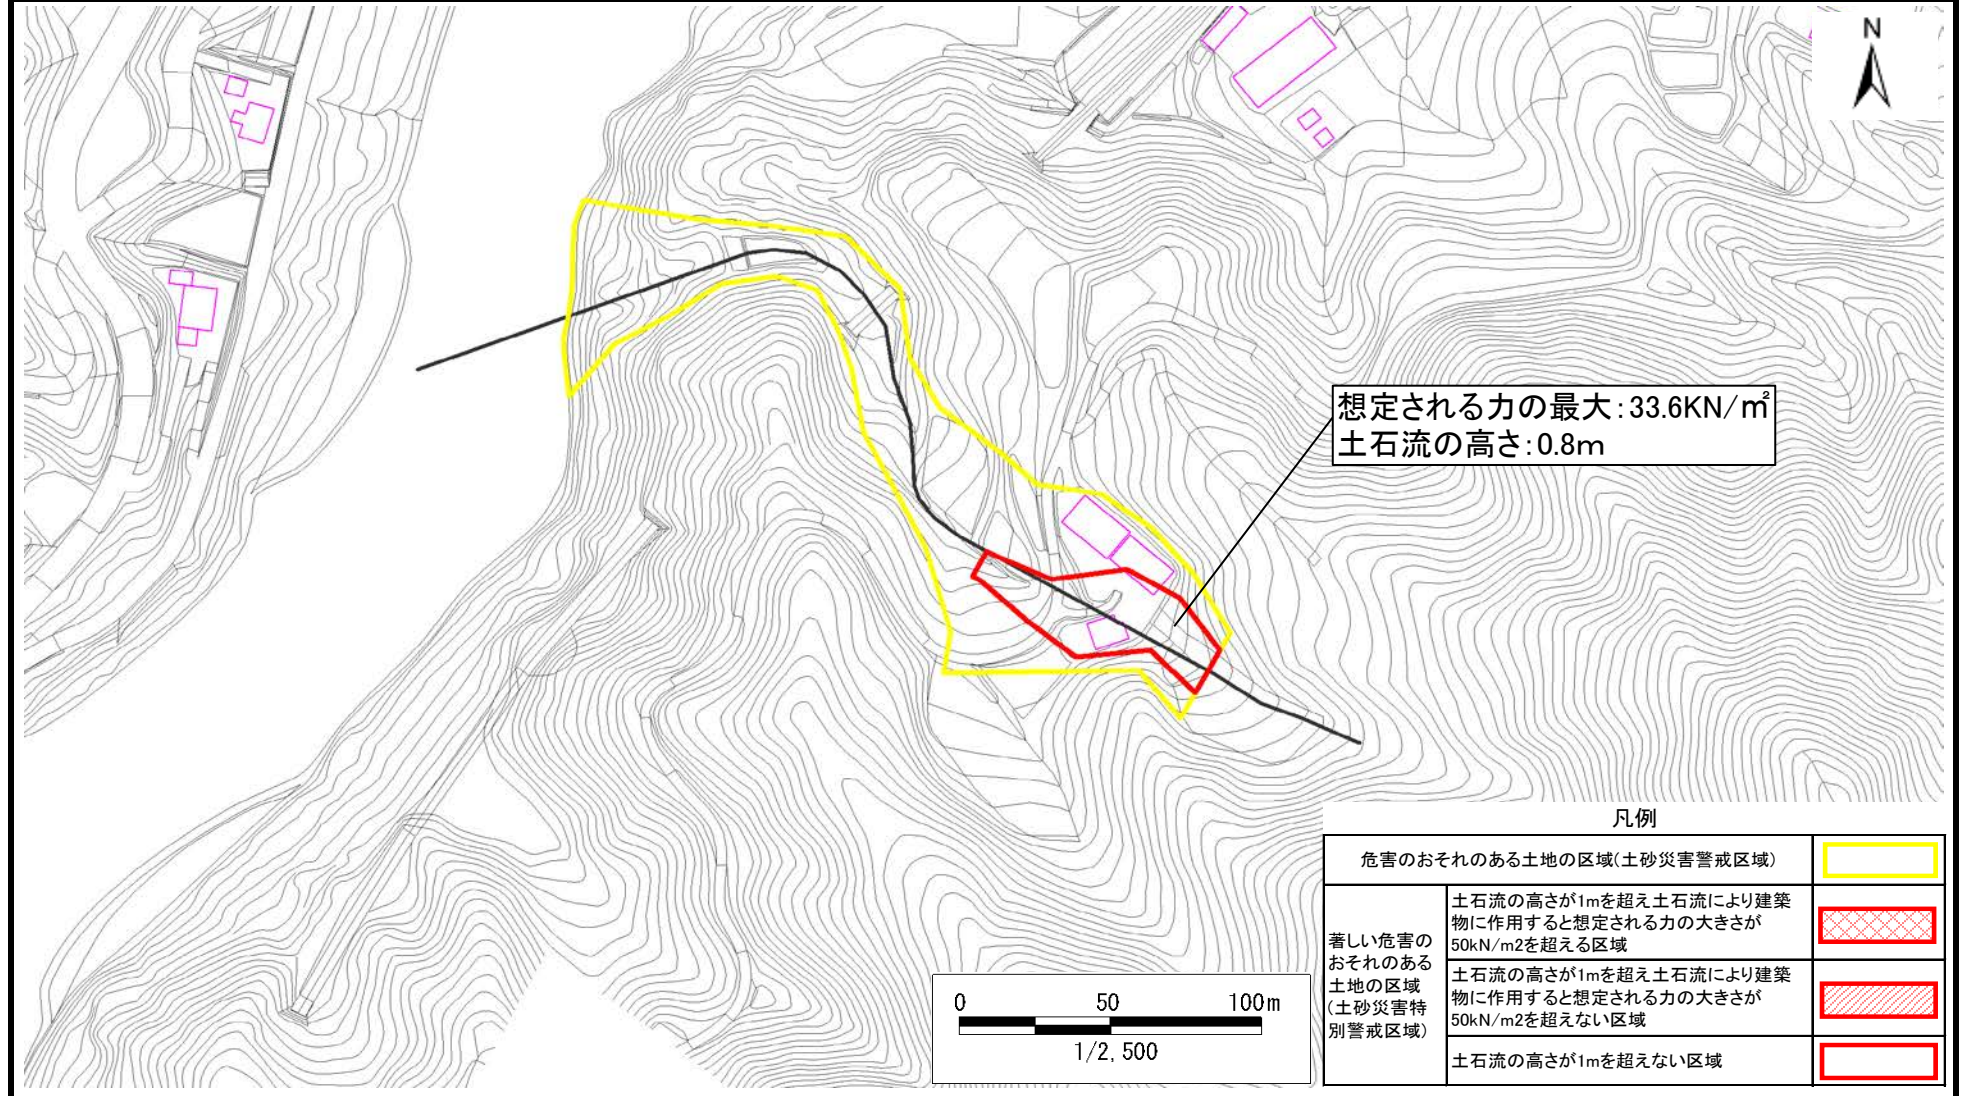 N
想定される力の最大:33.6KN/㎡
土石流の高さ:0.8m
凡例
危害のおそれのある土地の区域(土砂災害警戒区域)
著しい危害の
おそれのある
土地の区域
(土砂災害特
別警戒区域)
土石流の高さが1mを超え土石流により建築
物に作用すると想定される力の大きさが
50kN/m2を超える区域
土石流の高さが1mを超え土石流により建築
物に作用すると想定される力の大きさが
50kN/m2を超えない区域
土石流の高さが1mを超えない区域
0 50 100m
1/2,500